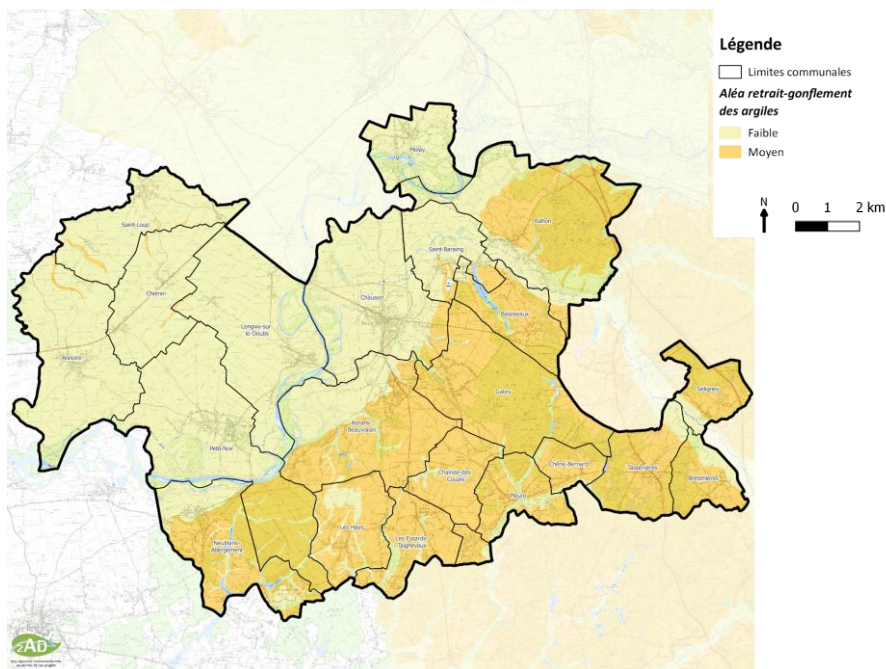 Légende
Limites communales
Aléa retrait-gonflement
des argiles
Faible
Moyen
N
0 1 2 km
Molay
Rahon
Saint-Loup
Saint-Baraing
Chemin
Chaussin
Balaiseaux
Longwy-sur
le-Doubs
Annoire
Séligney
Gatey
Asnans
Beauvoisin
Petit-Noir
Chêne-Bernard
Tassenières
Chaînée-des
Coupis
Bretenières
Pleure
Les Hays
Les Essards
Taignevaux
Neublans
Abergement
2AD